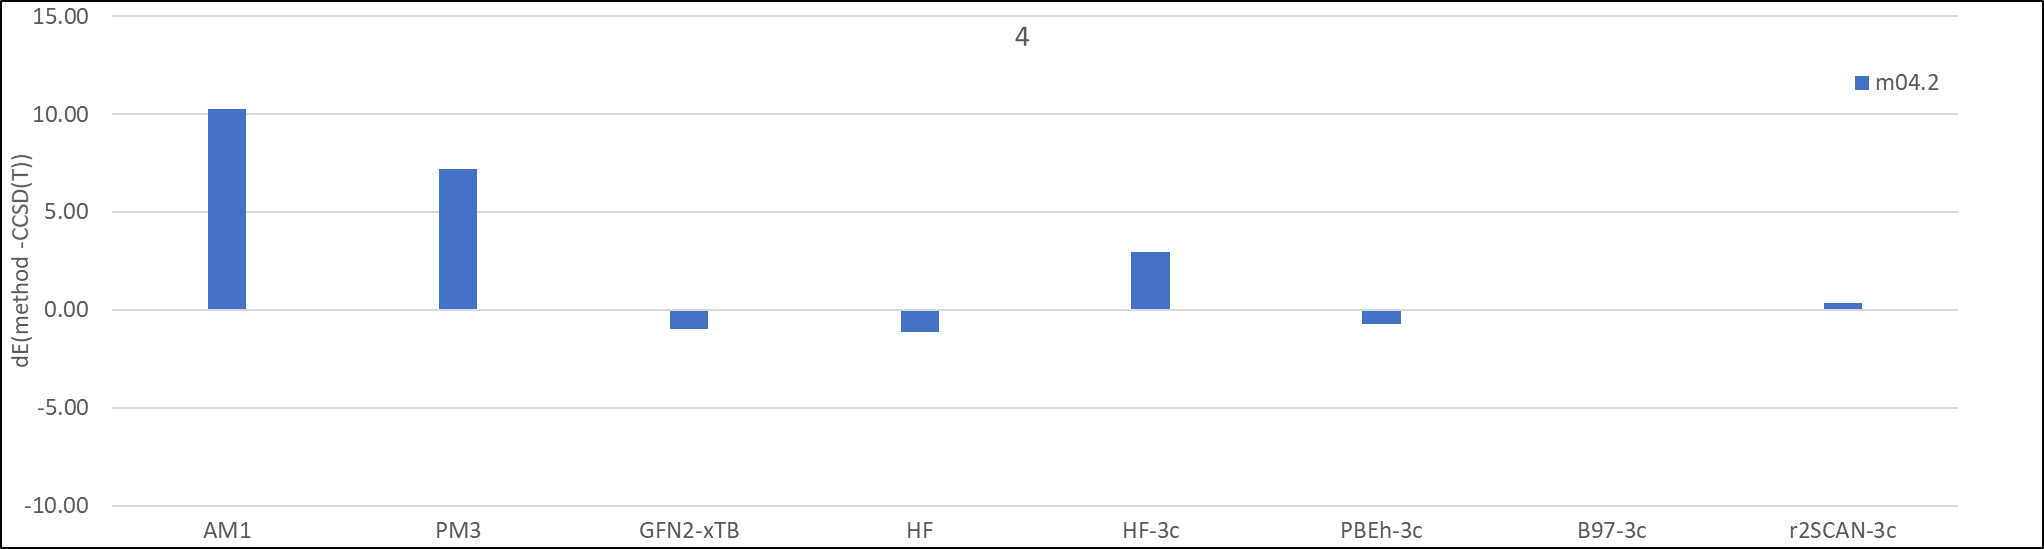 4
m04.2
dE(method -CCSD(T))
15.00
10.00
5.00
0.00
-5.00
-10.00
AM1 PM3 GFN2-xTB HF HF-3c PBEh-3c B97-3c r2SCAN-3c